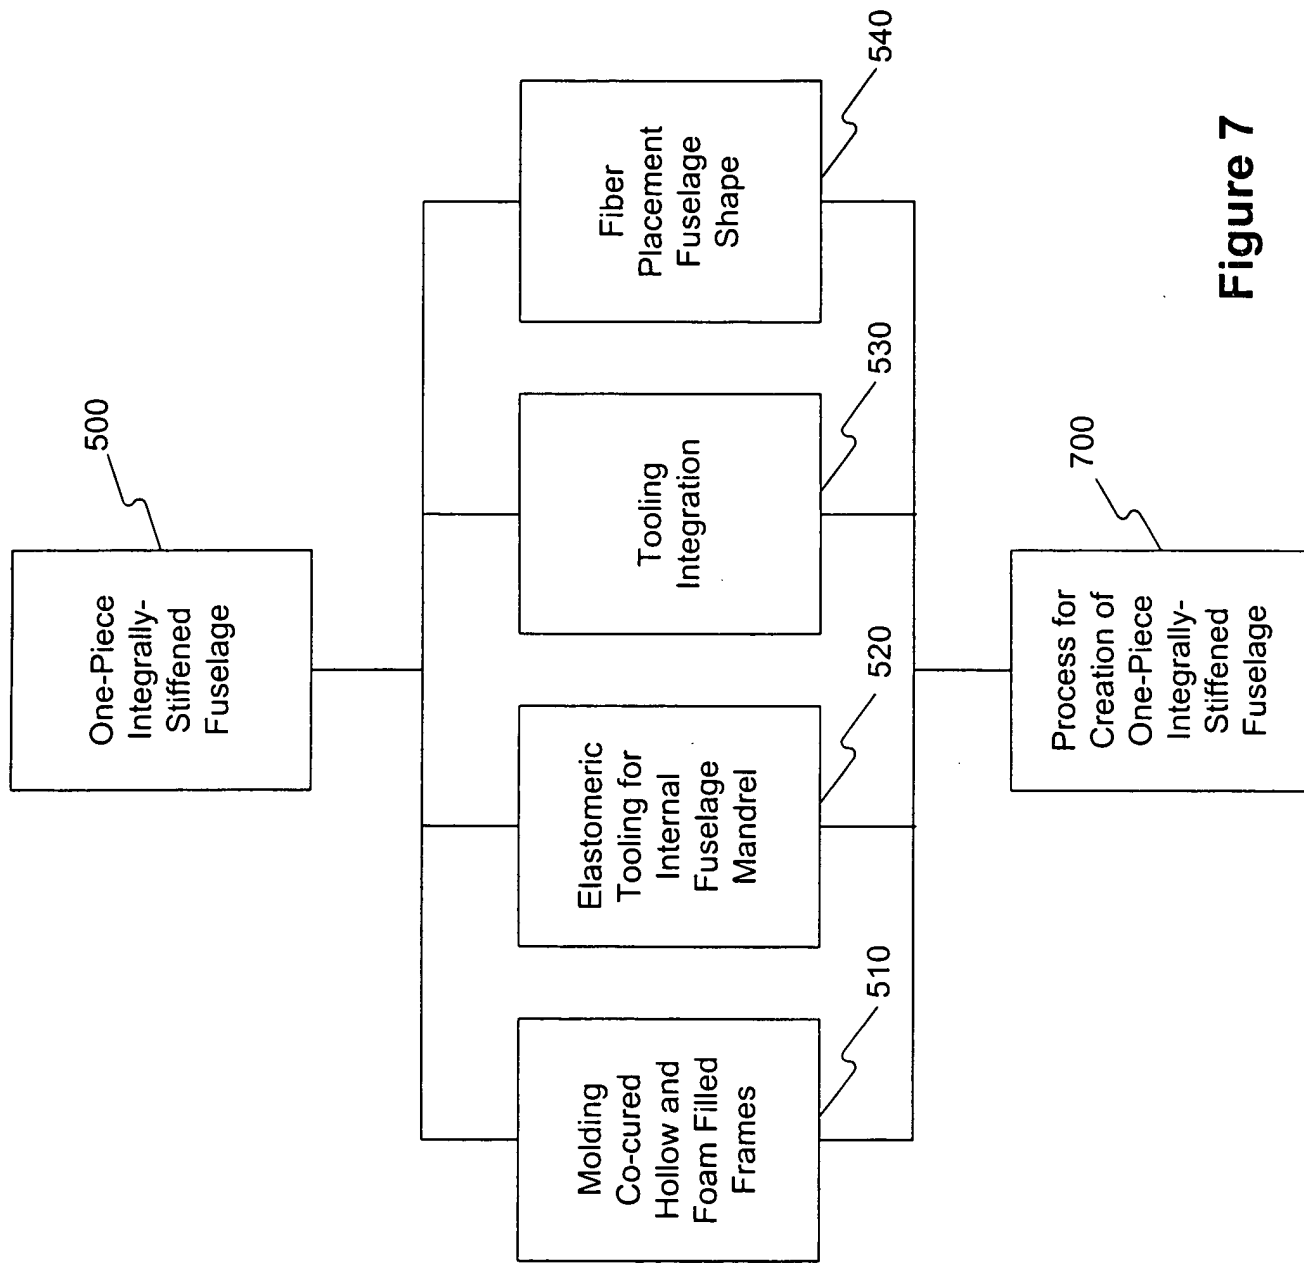 One-Piece
Integrally-
Stiffened
Fuselage
500
Molding
Co-cured
Hollow and
Foam Filled
Frames
510
Elastomeric
Tooling for
Internal
Fuselage
Mandrel
520
Tooling
Integration
530
Fiber
Placement
Fuselage
Shape
540
Process for
Creation of
One-Piece
Integrally-
Stiffened
Fuselage
700
Figure 7